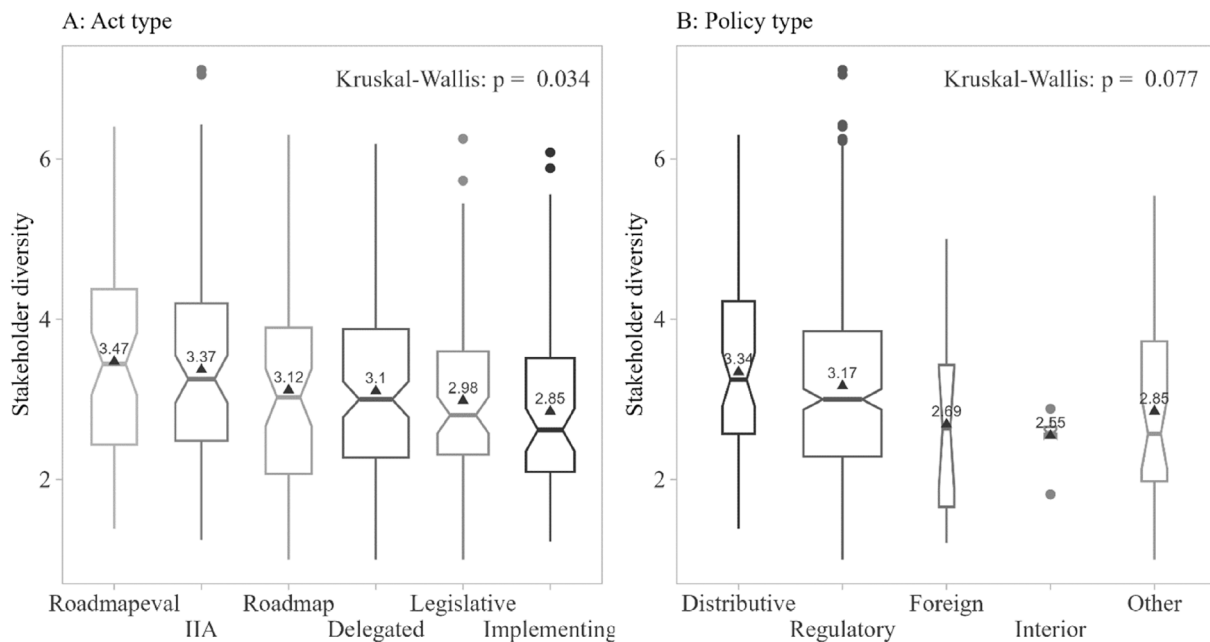 A: Act type
Kruskal-Wallis: p = 0.034
Stakeholder diversity
6
4
2
3.47
3.37
3.12
3.1
2.98
2.85
Roadmapeval
IIA
Roadmap
Delegated
Legislative
Implementing
B: Policy type
Kruskal-Wallis: p = 0.077
Stakeholder diversity
6
4
2
3.34
3.17
2.69
2.55
2.85
Distributive
Regulatory
Foreign
Interior
Other